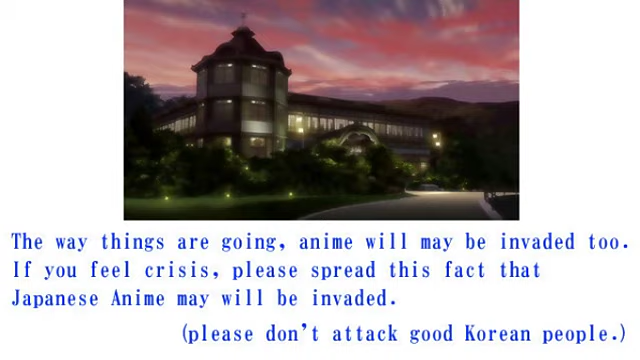 The way things are going, anime will may be invaded too.
If you feel crisis, please spread this fact that
Japanese Anime may will be invaded.
(please don't attack good Korean people.)